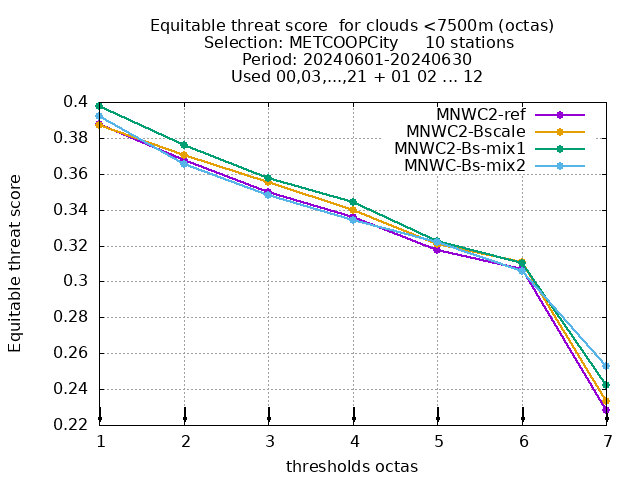 Equitable threat score  for clouds <7500m (octas)
Selection: METCOOPCity     10 stations
Period: 20240601-20240630
Used 00,03,...,21 + 01 02 ... 12
MNWC2-ref
MNWC2-Bscale
MNWC2-Bs-mix1
MNWC-Bs-mix2
Equitable threat score
0.4
0.38
0.36
0.34
0.32
0.3
0.28
0.26
0.24
0.22
1 2 3 4 5 6 7
thresholds octas